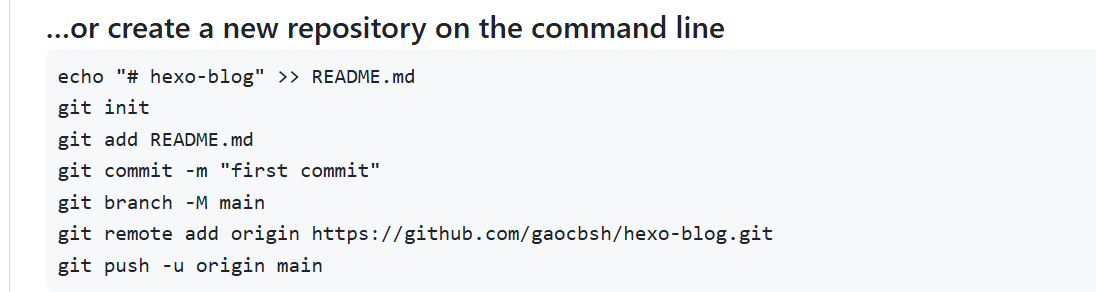 ...or create a new repository on the command line
echo "# hexo-blog" >> README.md
git init
git add README.md
git commit -m "first commit"
git branch -M main
git remote add origin https://github.com/gaocbsh/hexo-blog.git
git push -u origin main